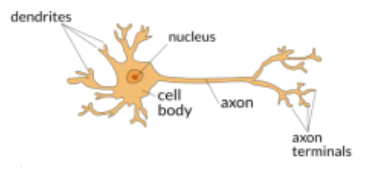 dendrites
nucleus
cell
body
axon
axon
terminals